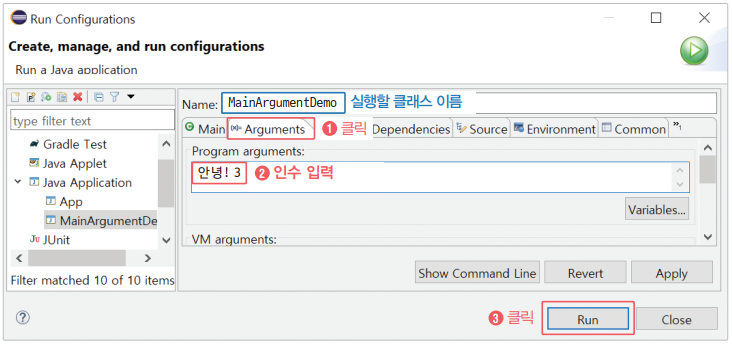 Run Configurations
Create, manage, and run configurations
Run a Java application
Name: MainArgumentDemo 실행할 클래스 이름
type filter text
Main (x)= Arguments ❶ 클릭 Dependencies Source Environment Common »1
Gradle Test
Program arguments:
Java Applet
안녕! 3 ❷ 인수 입력
Java Application
App
Variables...
MainArgumentDe
JUnit
VM arguments:
Filter matched 10 of 10 items
Show Command Line Revert Apply
❸ 클릭 Run Close